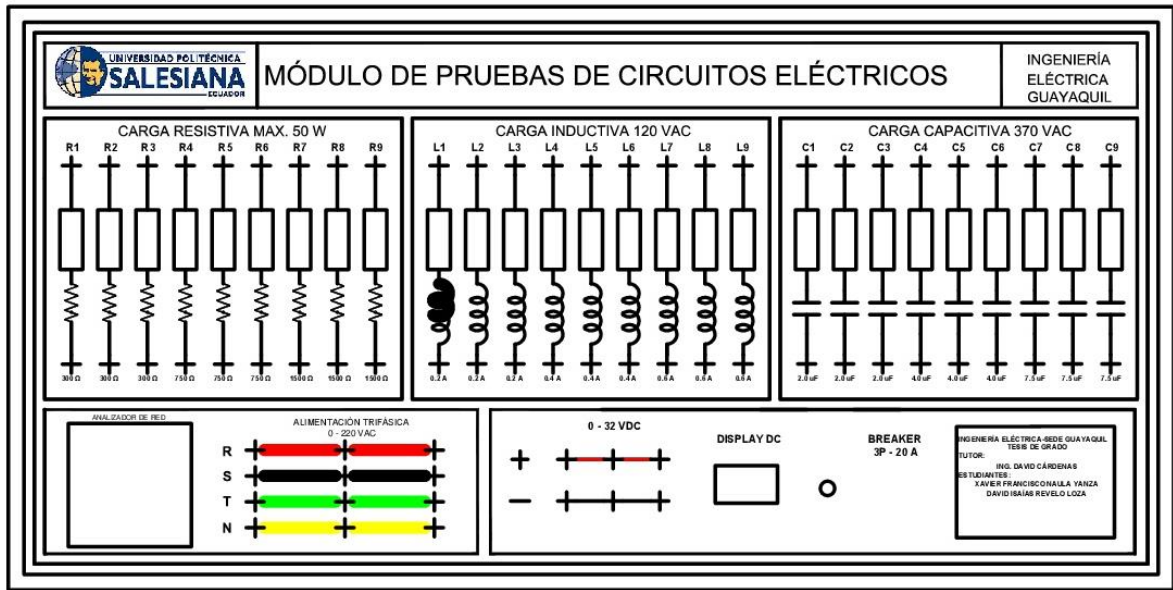 UNIVERSIDAD POLITÉCNICA
SALESIANA
ECUADOR
MÓDULO DE PRUEBAS DE CIRCUITOS ELÉCTRICOS
INGENIERÍA
ELÉCTRICA
GUAYAQUIL
CARGA RESISTIVA MAX. 50 W
R1 R2 R3 R4 R5 R6 R7 R8 R9
300 Ω 300 Ω 300 Ω 750 Ω 750 Ω 750 Ω 1500 Ω 1500 Ω 1500 Ω
CARGA INDUCTIVA 120 VAC
L1 L2 L3 L4 L5 L6 L7 L8 L9
0.2 A 0.2 A 0.2 A 0.4 A 0.4 A 0.4 A 0.6 A 0.6 A 0.6 A
CARGA CAPACITIVA 370 VAC
C1 C2 C3 C4 C5 C6 C7 C8 C9
2.0 uF 2.0 uF 2.0 uF 4.0 uF 4.0 uF 4.0 uF 7.5 uF 7.5 uF 7.5 uF
ANALIZADOR DE RED
ALIMENTACIÓN TRIFÁSICA
0 - 220 VAC
R
S
T
N
0 - 32 VDC
+
−
DISPLAY DC
BREAKER
3P - 20 A
INGENIERÍA ELÉCTRICA-SEDE GUAYAQUIL
TESIS DE GRADO
TUTOR:
ING. DAVID CÁRDENAS
ESTUDIANTES:
XAVIER FRANCISCO NAULA YANZA
DAVID ISAÍAS REVELO LOZA